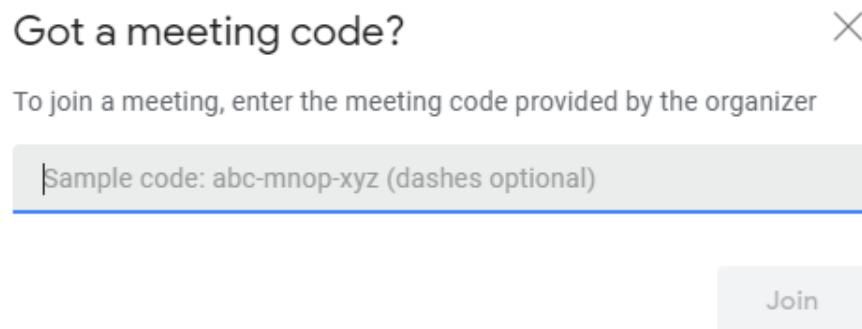 Got a meeting code?
To join a meeting, enter the meeting code provided by the organizer
Sample code: abc-mnop-xyz (dashes optional)
Join